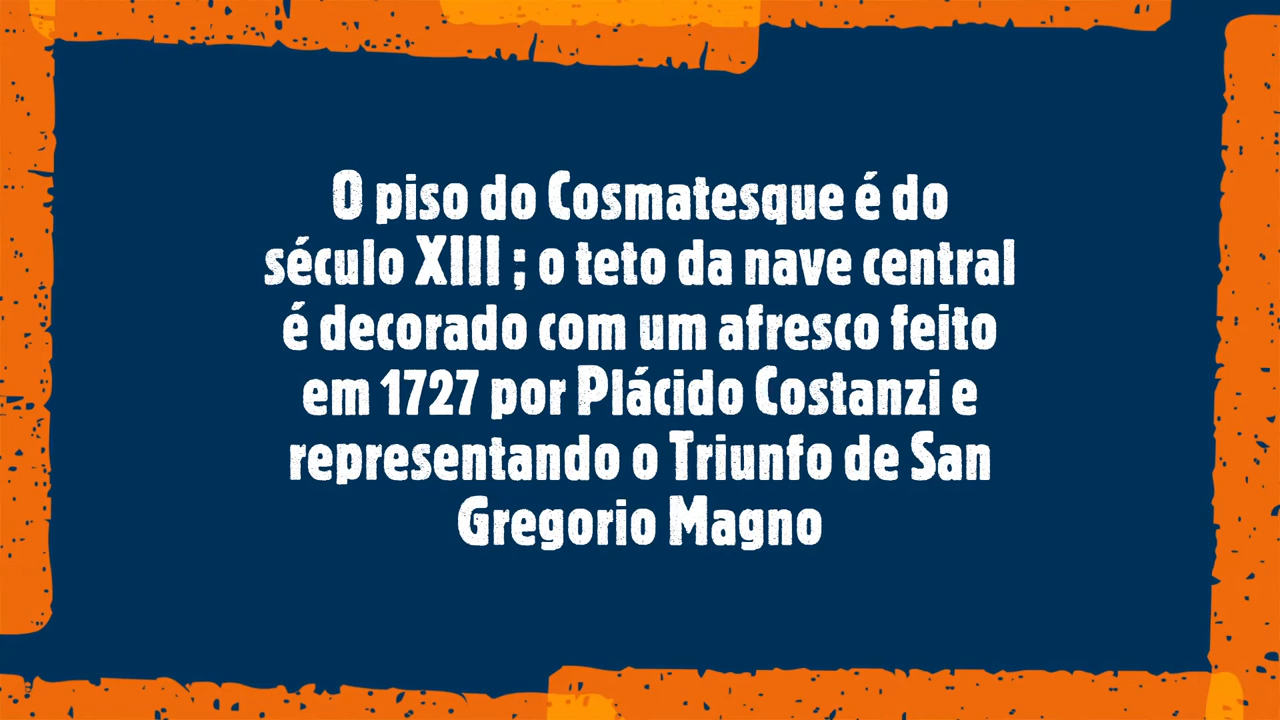 O piso do Cosmatesque é do
século XIII ; o teto da nave central
é decorado com um afresco feito
em 1727 por Plácido Costanzi e
representando o Triunfo de San
Gregorio Magno